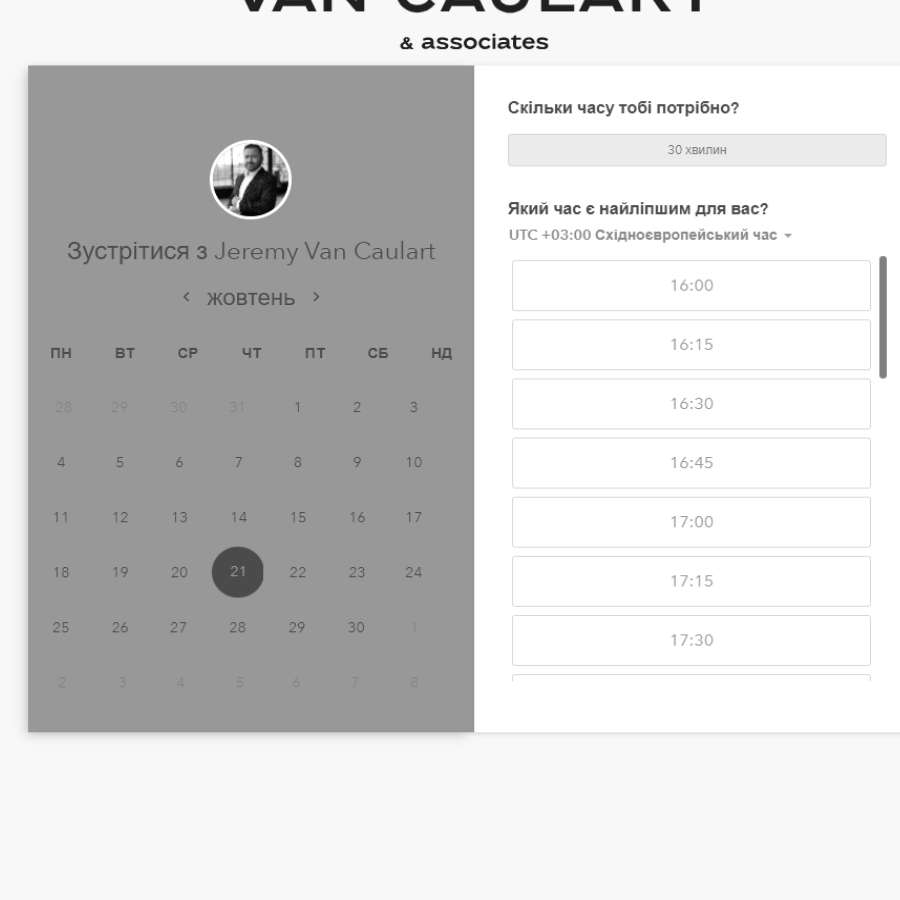 VAN CAULART
& associates
Зустрітися з Jeremy Van Caulart
жовтень
ПН ВТ СР ЧТ ПТ СБ НД
28 29 30 31 1 2 3
4 5 6 7 8 9 10
11 12 13 14 15 16 17
18 19 20 21 22 23 24
25 26 27 28 29 30 1
2 3 4 5 6 7 8
Скільки часу тобі потрібно?
30 хвилин
Який час є найліпшим для вас?
UTC +03:00 Східноєвропейський час
16:00
16:15
16:30
16:45
17:00
17:15
17:30